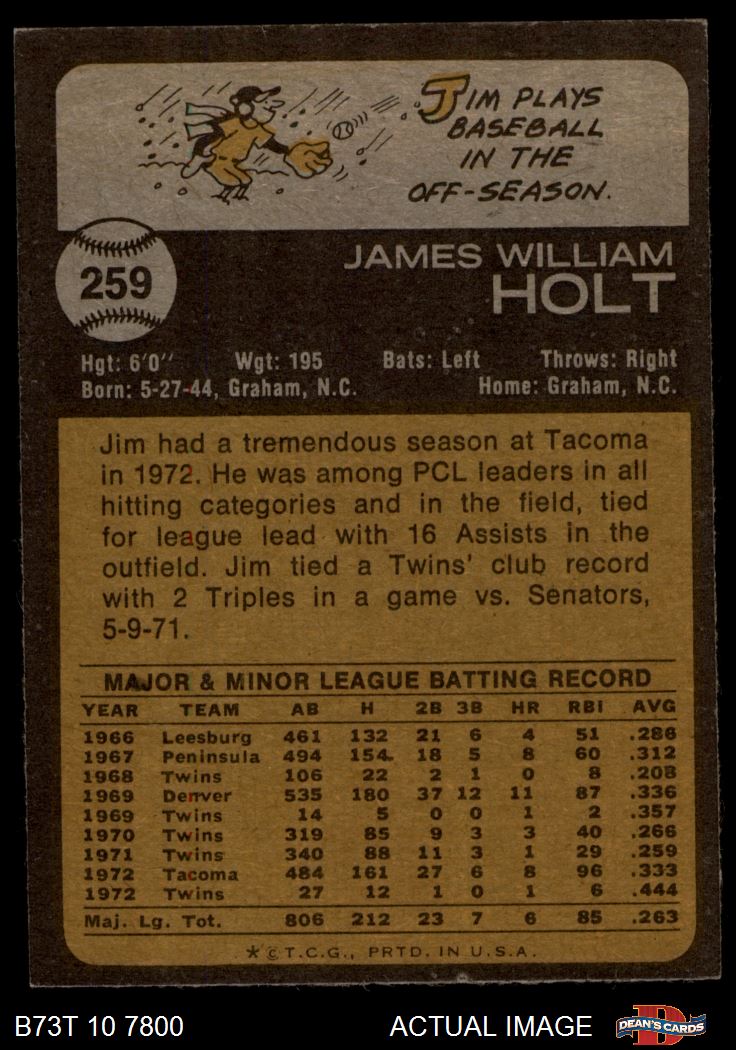 JIM PLAYS
BASEBALL
IN THE
OFF-SEASON.
259
JAMES WILLIAM
HOLT
Hgt: 6'0" Wgt: 195 Bats: Left Throws: Right
Born: 5-27-44, Graham, N.C. Home: Graham, N.C.
Jim had a tremendous season at Tacoma
in 1972. He was among PCL leaders in all
hitting categories and in the field, tied
for league lead with 16 Assists in the
outfield. Jim tied a Twins' club record
with 2 Triples in a game vs. Senators,
5-9-71.
MAJOR & MINOR LEAGUE BATTING RECORD
YEAR TEAM AB H 2B 3B HR RBI AVG
1966 Leesburg 461 132 21 6 4 51 .286
1967 Peninsula 494 154 18 5 8 60 .312
1968 Twins 106 22 2 1 0 8 .208
1969 Denver 535 180 37 12 11 87 .336
1969 Twins 14 5 0 0 1 2 .357
1970 Twins 319 85 9 3 3 40 .266
1971 Twins 340 88 11 3 1 29 .259
1972 Tacoma 484 161 27 6 8 96 .333
1972 Twins 27 12 1 0 1 6 .444
Maj. Lg. Tot. 806 212 23 7 6 85 .263
*©T.C.G., PRTD. IN U.S.A.
B73T 10 7800 ACTUAL IMAGE D DEAN'S CARDS